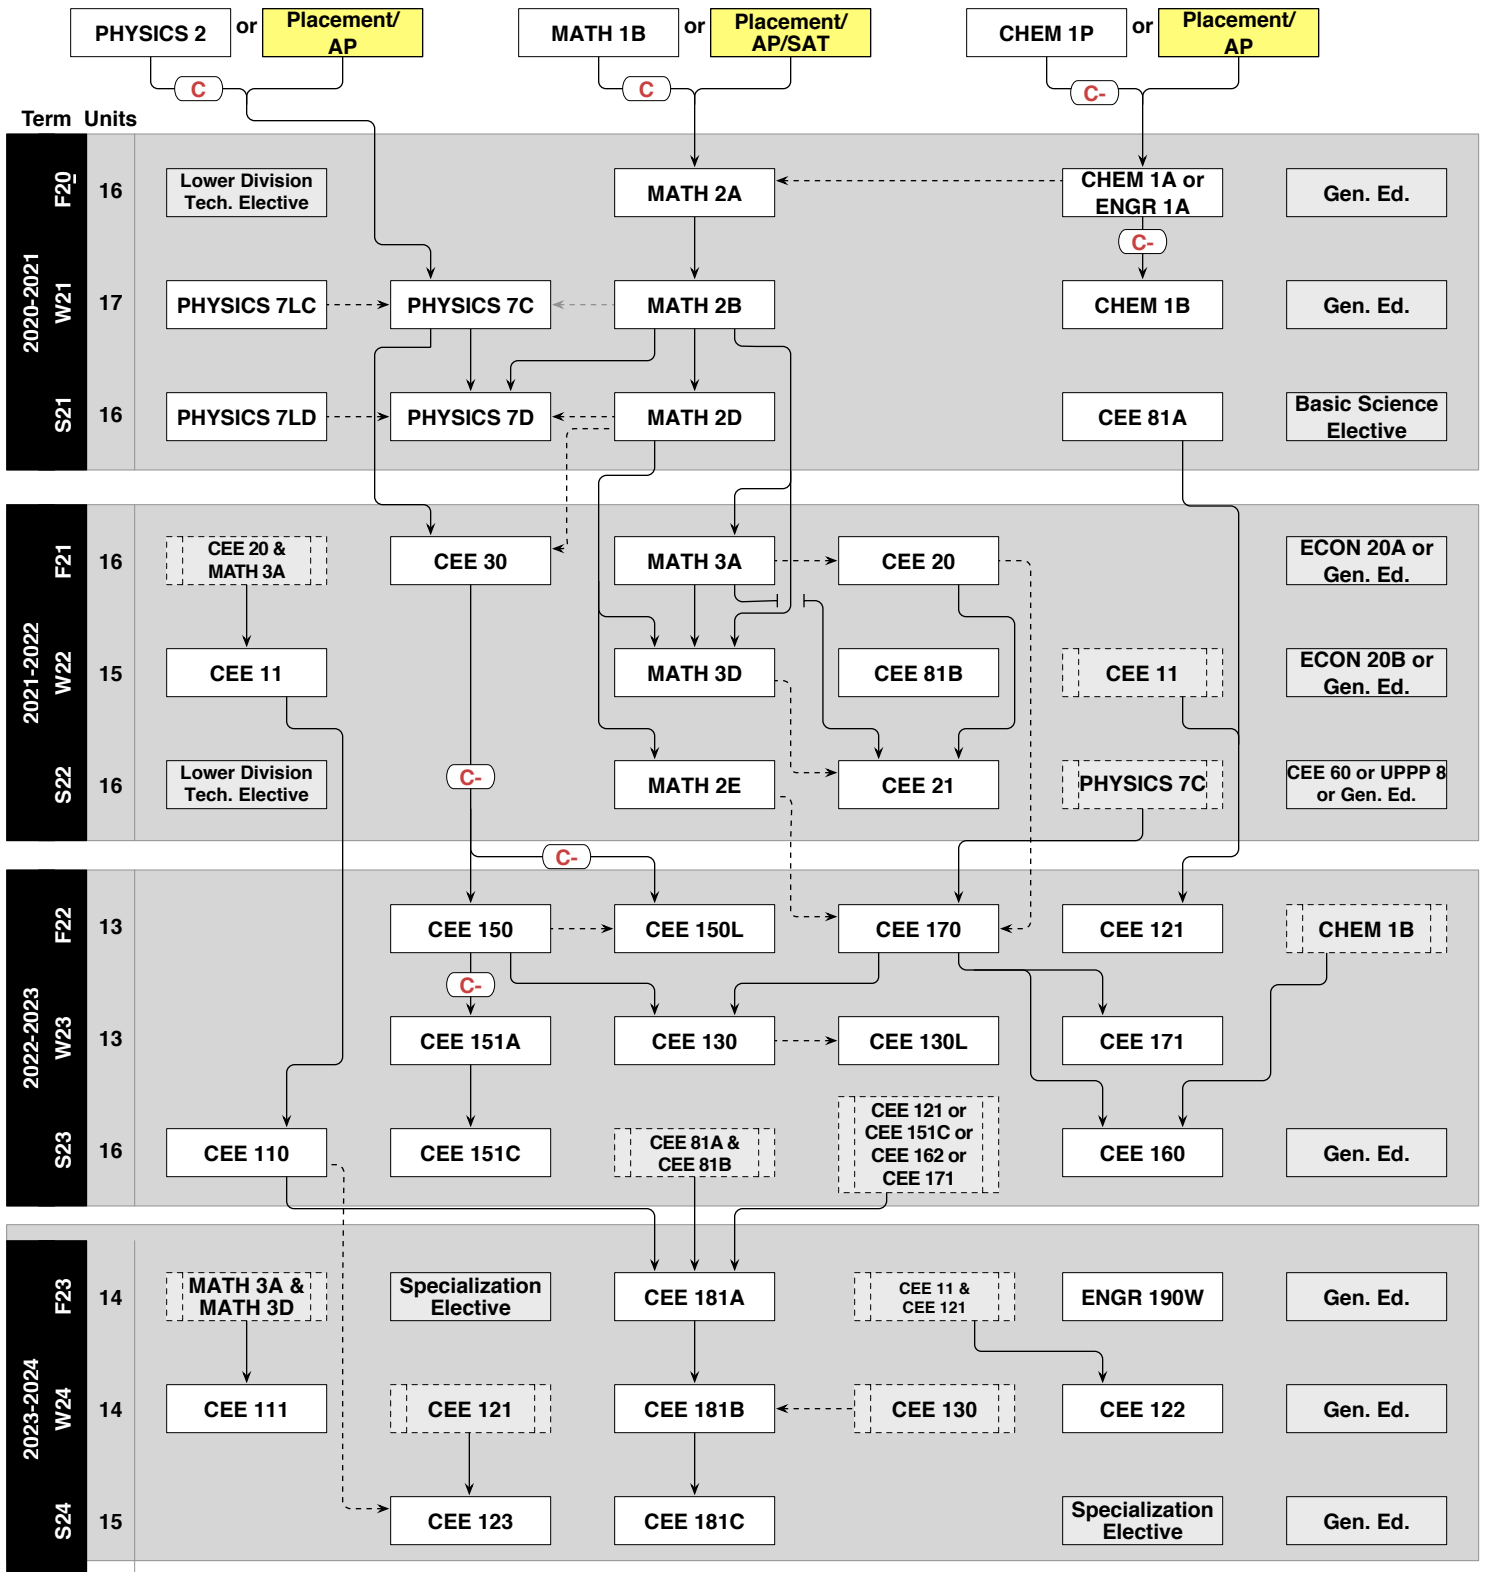 PHYSICS 2
or
Placement/
AP
MATH 1B
or
Placement/
AP/SAT
CHEM 1P
or
Placement/
AP
C
C
C-
Term Units
2020-2021
F20
16
Lower Division
Tech. Elective
MATH 2A
CHEM 1A or
ENGR 1A
Gen. Ed.
C-
W21
17
PHYSICS 7LC
PHYSICS 7C
MATH 2B
CHEM 1B
Gen. Ed.
S21
16
PHYSICS 7LD
PHYSICS 7D
MATH 2D
CEE 81A
Basic Science
Elective
2021-2022
F21
16
CEE 20 &
MATH 3A
CEE 30
MATH 3A
CEE 20
ECON 20A or
Gen. Ed.
W22
15
CEE 11
MATH 3D
CEE 81B
CEE 11
ECON 20B or
Gen. Ed.
S22
16
Lower Division
Tech. Elective
C-
MATH 2E
CEE 21
PHYSICS 7C
CEE 60 or UPPP 8
or Gen. Ed.
C-
2022-2023
F22
13
CEE 150
CEE 150L
CEE 170
CEE 121
CHEM 1B
C-
W23
13
CEE 151A
CEE 130
CEE 130L
CEE 171
S23
16
CEE 110
CEE 151C
CEE 81A &
CEE 81B
CEE 121 or
CEE 151C or
CEE 162 or
CEE 171
CEE 160
Gen. Ed.
2023-2024
F23
14
MATH 3A &
MATH 3D
Specialization
Elective
CEE 181A
CEE 11 &
CEE 121
ENGR 190W
Gen. Ed.
W24
14
CEE 111
CEE 121
CEE 181B
CEE 130
CEE 122
Gen. Ed.
S24
15
CEE 123
CEE 181C
Specialization
Elective
Gen. Ed.